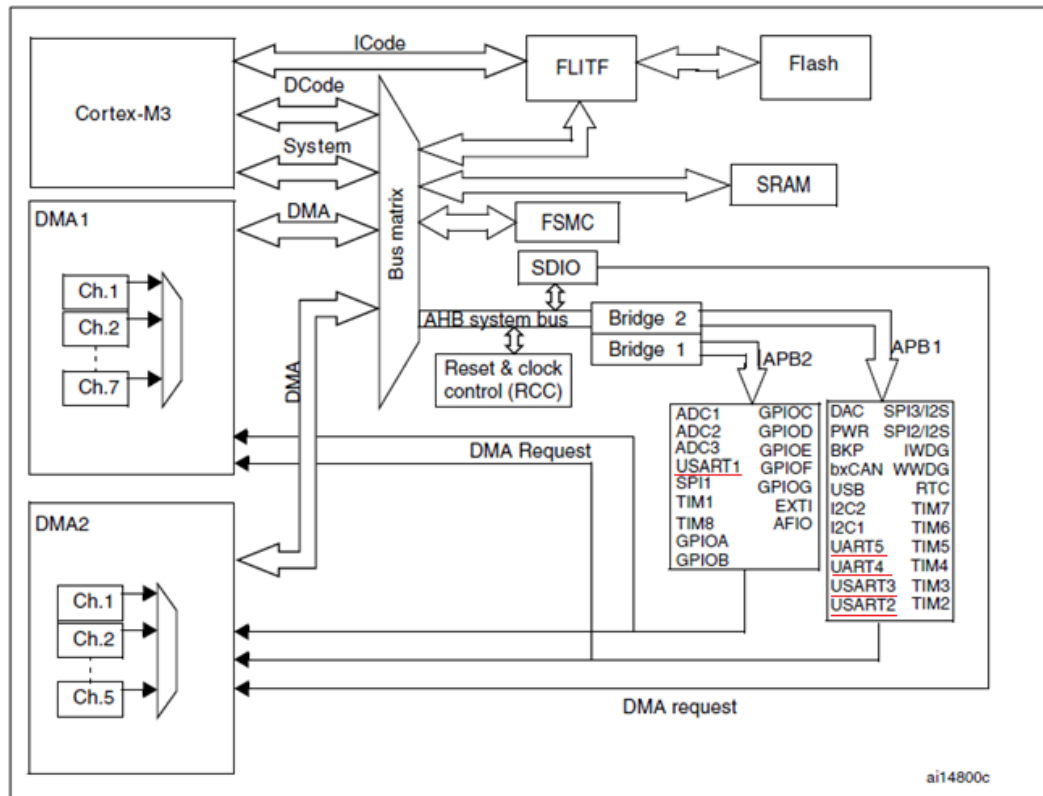 ICode
FLITF
Flash
Cortex-M3
DCode
System
SRAM
DMA1
DMA
Bus matrix
FSMC
SDIO
Ch.1
Ch.2
Ch.7
AHB system bus
Bridge 2
Bridge 1
APB2
APB1
Reset & clock
control (RCC)
DMA
DMA Request
ADC1 GPIOC
ADC2 GPIOD
ADC3 GPIOE
USART1 GPIOF
SPI1 GPIOG
TIM1 EXTI
TIM8 AFIO
GPIOA
GPIOB
DAC SPI3/I2S
PWR SPI2/I2S
BKP IWDG
bxCAN WWDG
USB RTC
I2C2 TIM7
I2C1 TIM6
UART5 TIM5
UART4 TIM4
USART3 TIM3
USART2 TIM2
DMA2
Ch.1
Ch.2
Ch.5
DMA request
ai14800c